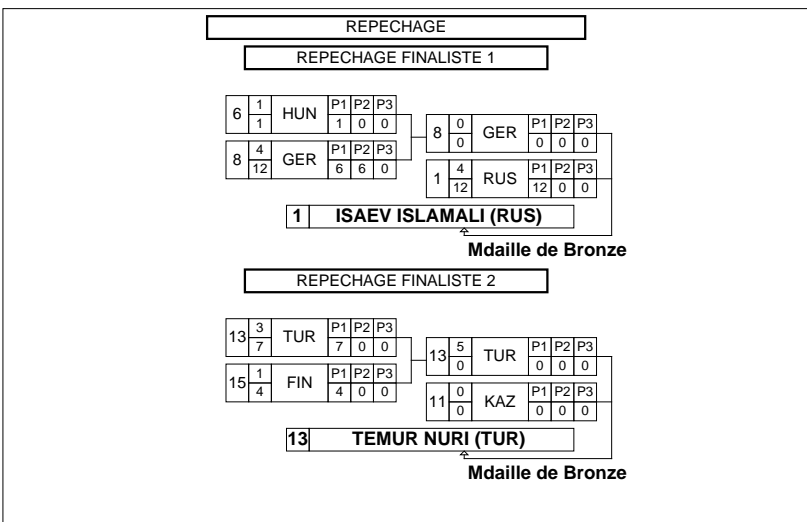 REPECHAGE
REPECHAGE FINALISTE 1
6 1 HUN P1 P2 P3
1 1 0 0
8 4 GER P1 P2 P3
12 6 6 0
8 0 GER P1 P2 P3
0 0 0 0
1 4 RUS P1 P2 P3
12 12 0 0
1 ISAEV ISLAMALI (RUS)
Mdaille de Bronze
REPECHAGE FINALISTE 2
13 3 TUR P1 P2 P3
7 7 0 0
15 1 FIN P1 P2 P3
4 4 0 0
13 5 TUR P1 P2 P3
0 0 0 0
11 0 KAZ P1 P2 P3
0 0 0 0
13 TEMUR NURI (TUR)
Mdaille de Bronze